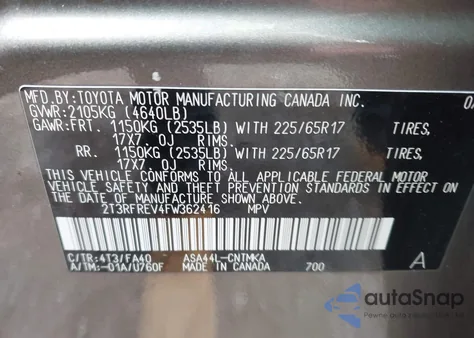 MFD.BY:TOYOTA MOTOR MANUFACTURING CANADA INC.
GVWR:2105KG (4640LB)
GAWR:FRT. 1150KG (2535LB) WITH 225/65R17 TIRES,
17X7 0J RIMS.
RR. 1150KG (2535LB) WITH 225/65R17 TIRES,
17X7 0J RIMS.
THIS VEHICLE CONFORMS TO ALL APPLICABLE FEDERAL MOTOR
VEHICLE SAFETY AND THEFT PREVENTION STANDARDS IN EFFECT ON
THE DATE OF MANUFACTURE SHOWN ABOVE.
2T3RFREV4FW362416 MPV
C/TR:4T3/FA40 ASA44L-CNTMKA A
A/TM:-01A/U760F MADE IN CANADA 700
autoSnap